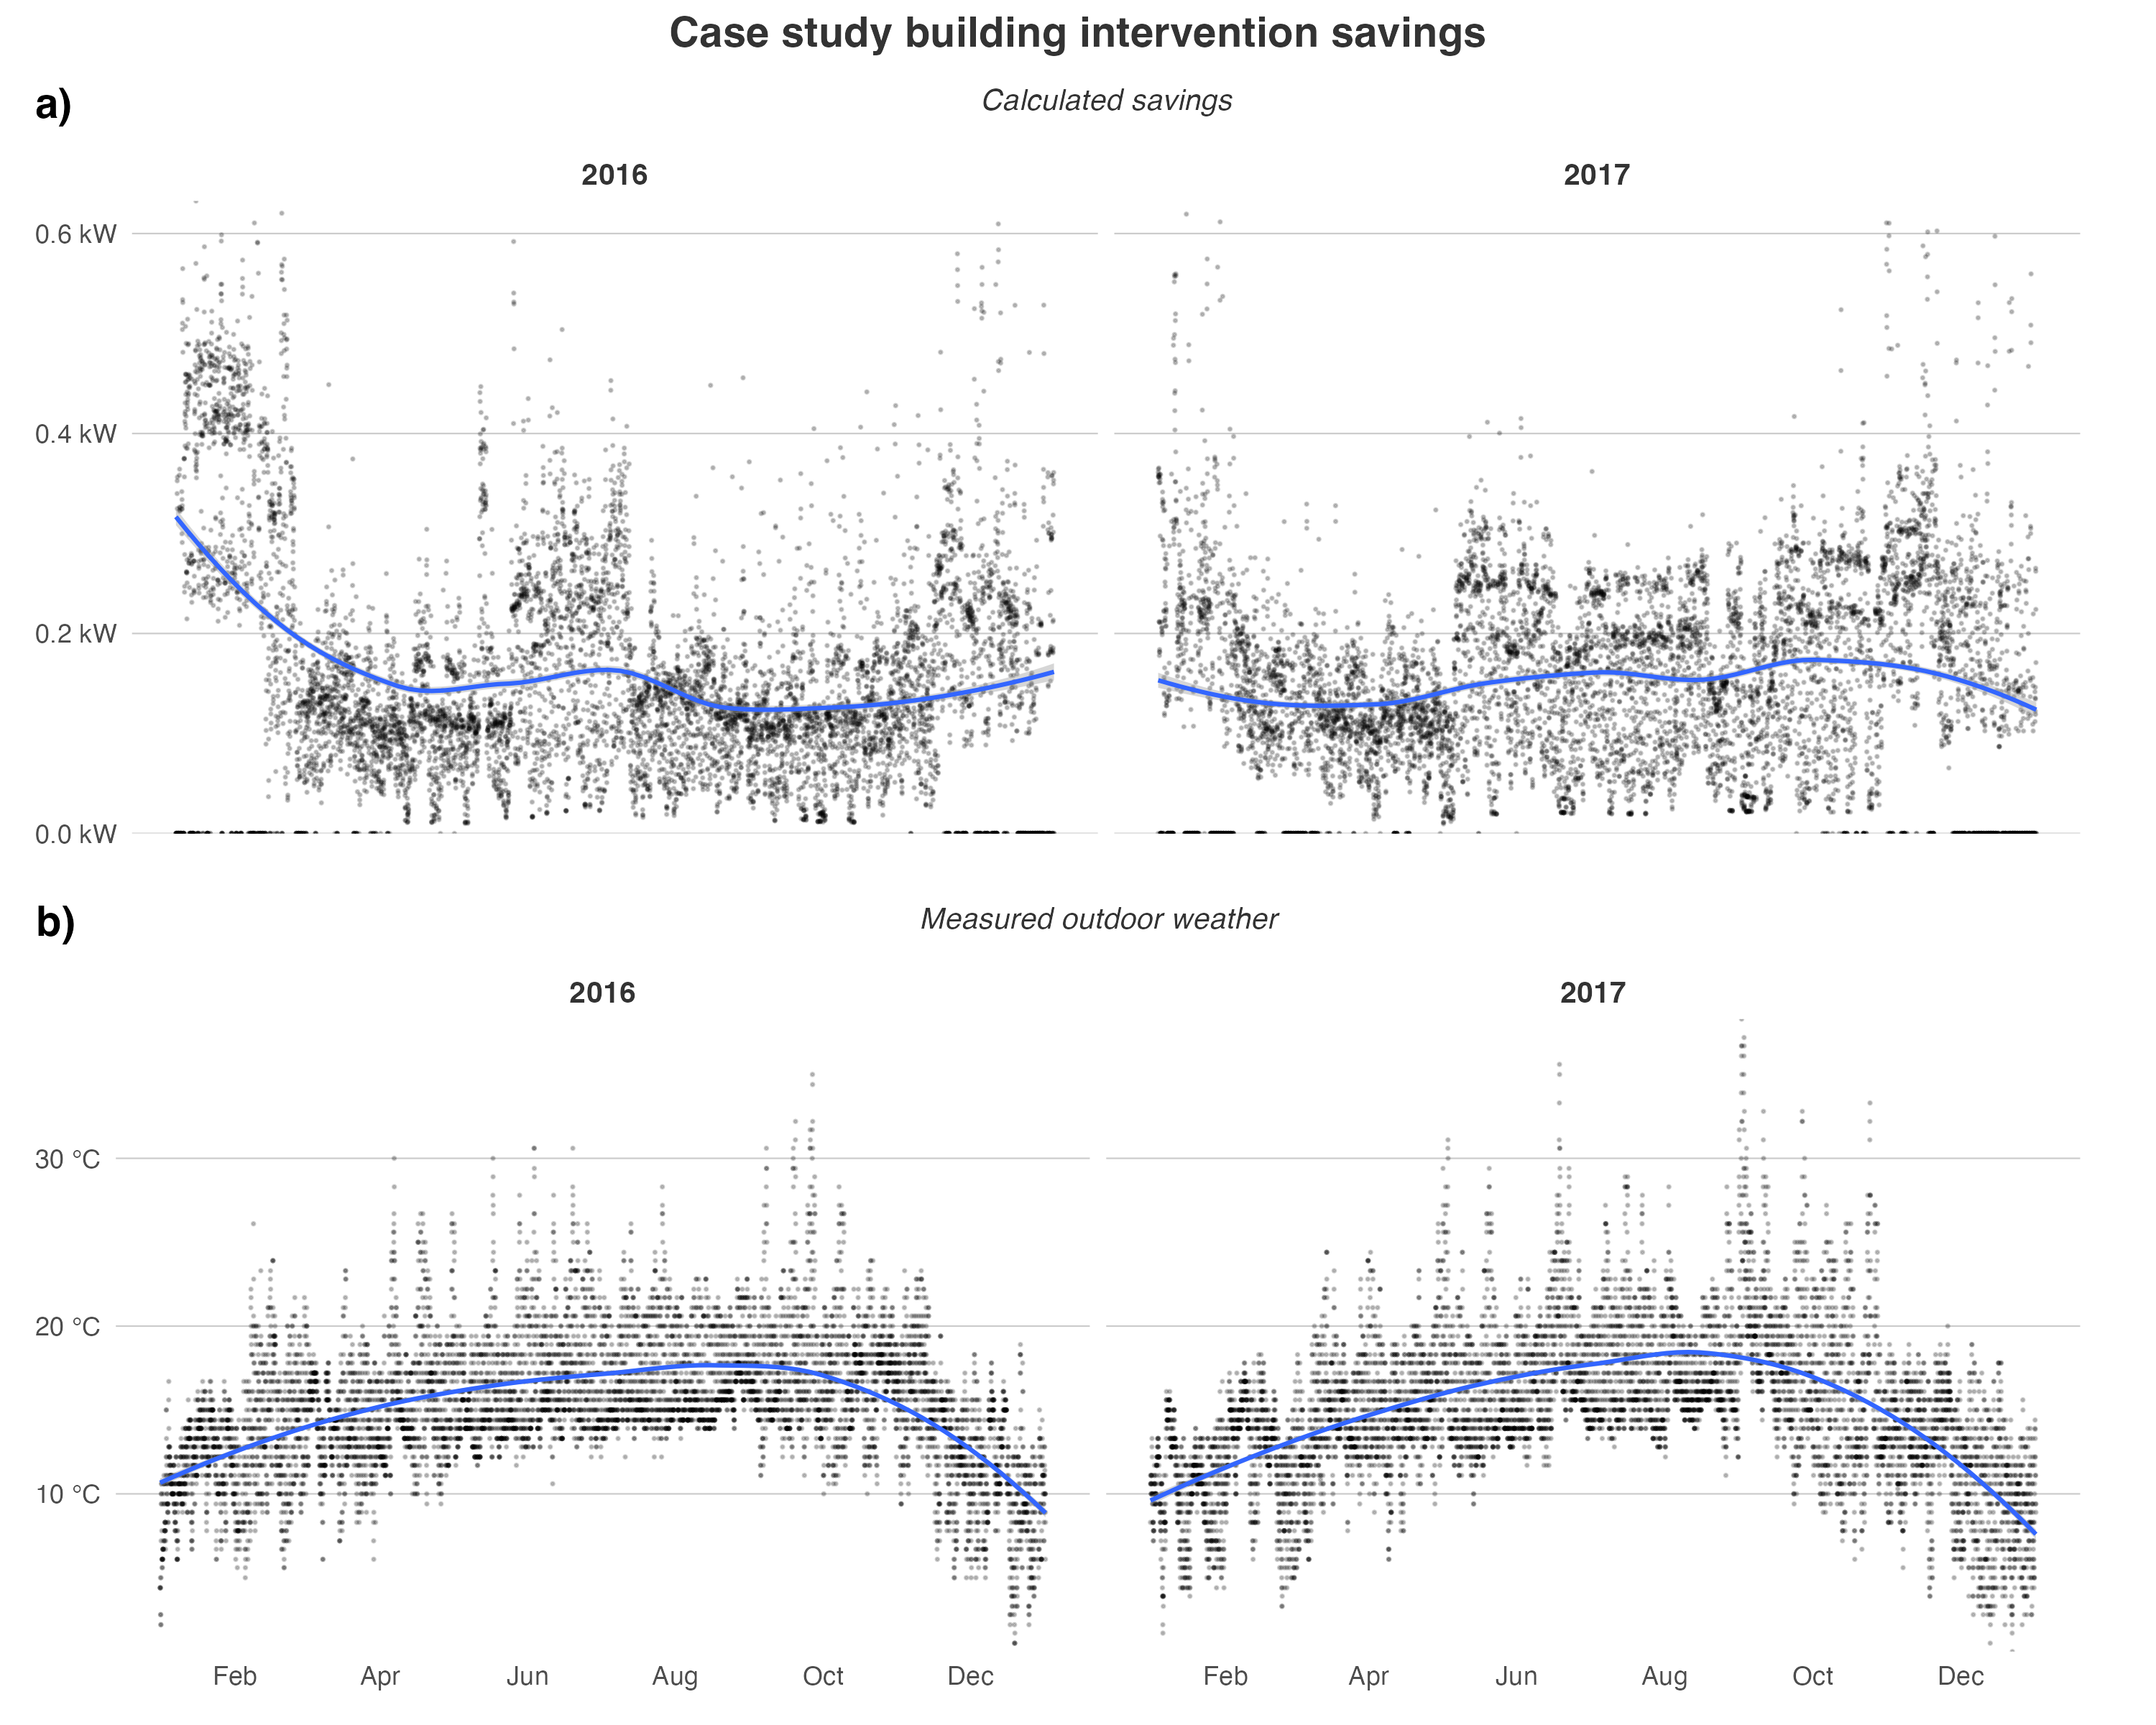 Case study building intervention savings
a)
Calculated savings
2016 2017
0.6 kW
0.4 kW
0.2 kW
0.0 kW
b)
Measured outdoor weather
2016 2017
30 °C
20 °C
10 °C
Feb Apr Jun Aug Oct Dec Feb Apr Jun Aug Oct Dec